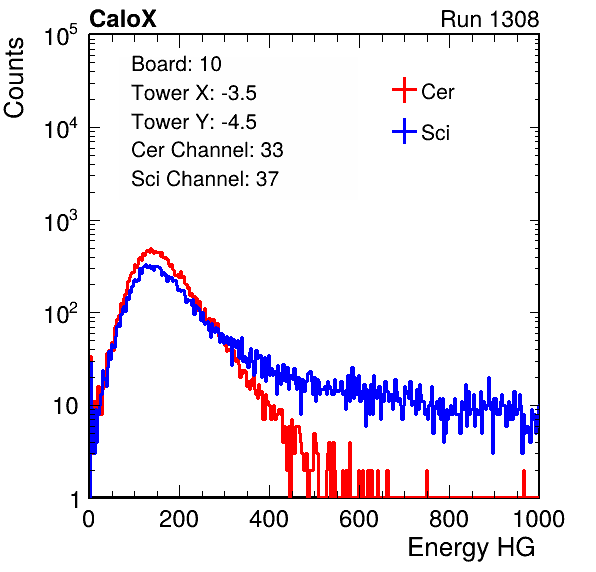 CaloX Run 1308
Counts
10^5
10^4
10^3
10^2
10
1
Board: 10
Tower X: -3.5
Tower Y: -4.5
Cer Channel: 33
Sci Channel: 37
Cer
Sci
0 200 400 600 800 1000
Energy HG